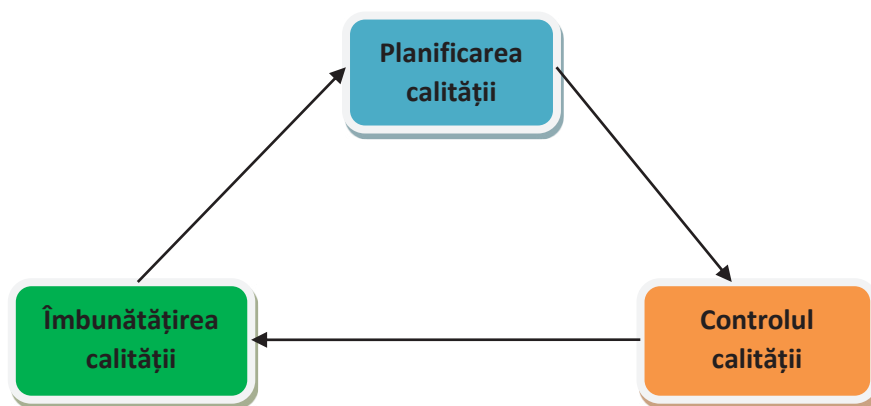 Planificarea
calității
Îmbunătățirea
calității
Controlul
calității